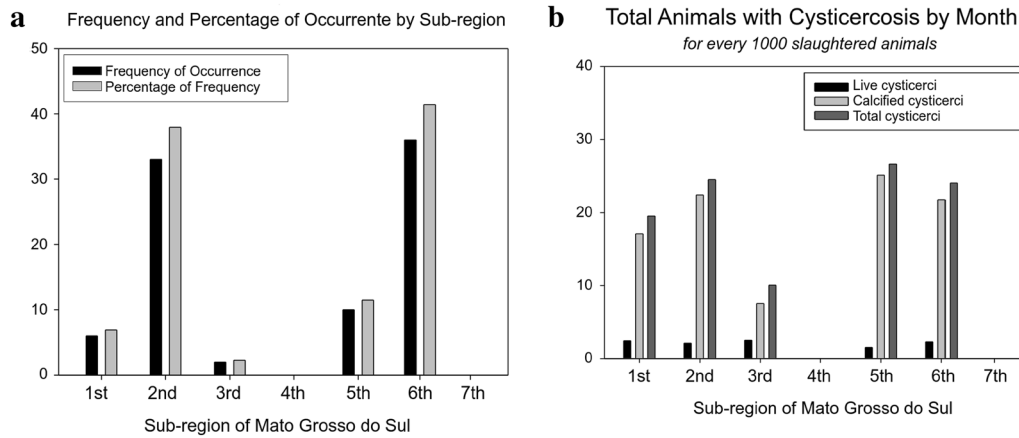 a
Frequency and Percentage of Occurrente by Sub-region
50
40
30
20
10
0
Frequency of Occurrence
Percentage of Frequency
1st 2nd 3rd 4th 5th 6th 7th
Sub-region of Mato Grosso do Sul
b
Total Animals with Cysticercosis by Month
for every 1000 slaughtered animals
40
30
20
10
0
Live cysticerci
Calcified cysticerci
Total cysticerci
1st 2nd 3rd 4th 5th 6th 7th
Sub-region of Mato Grosso do Sul